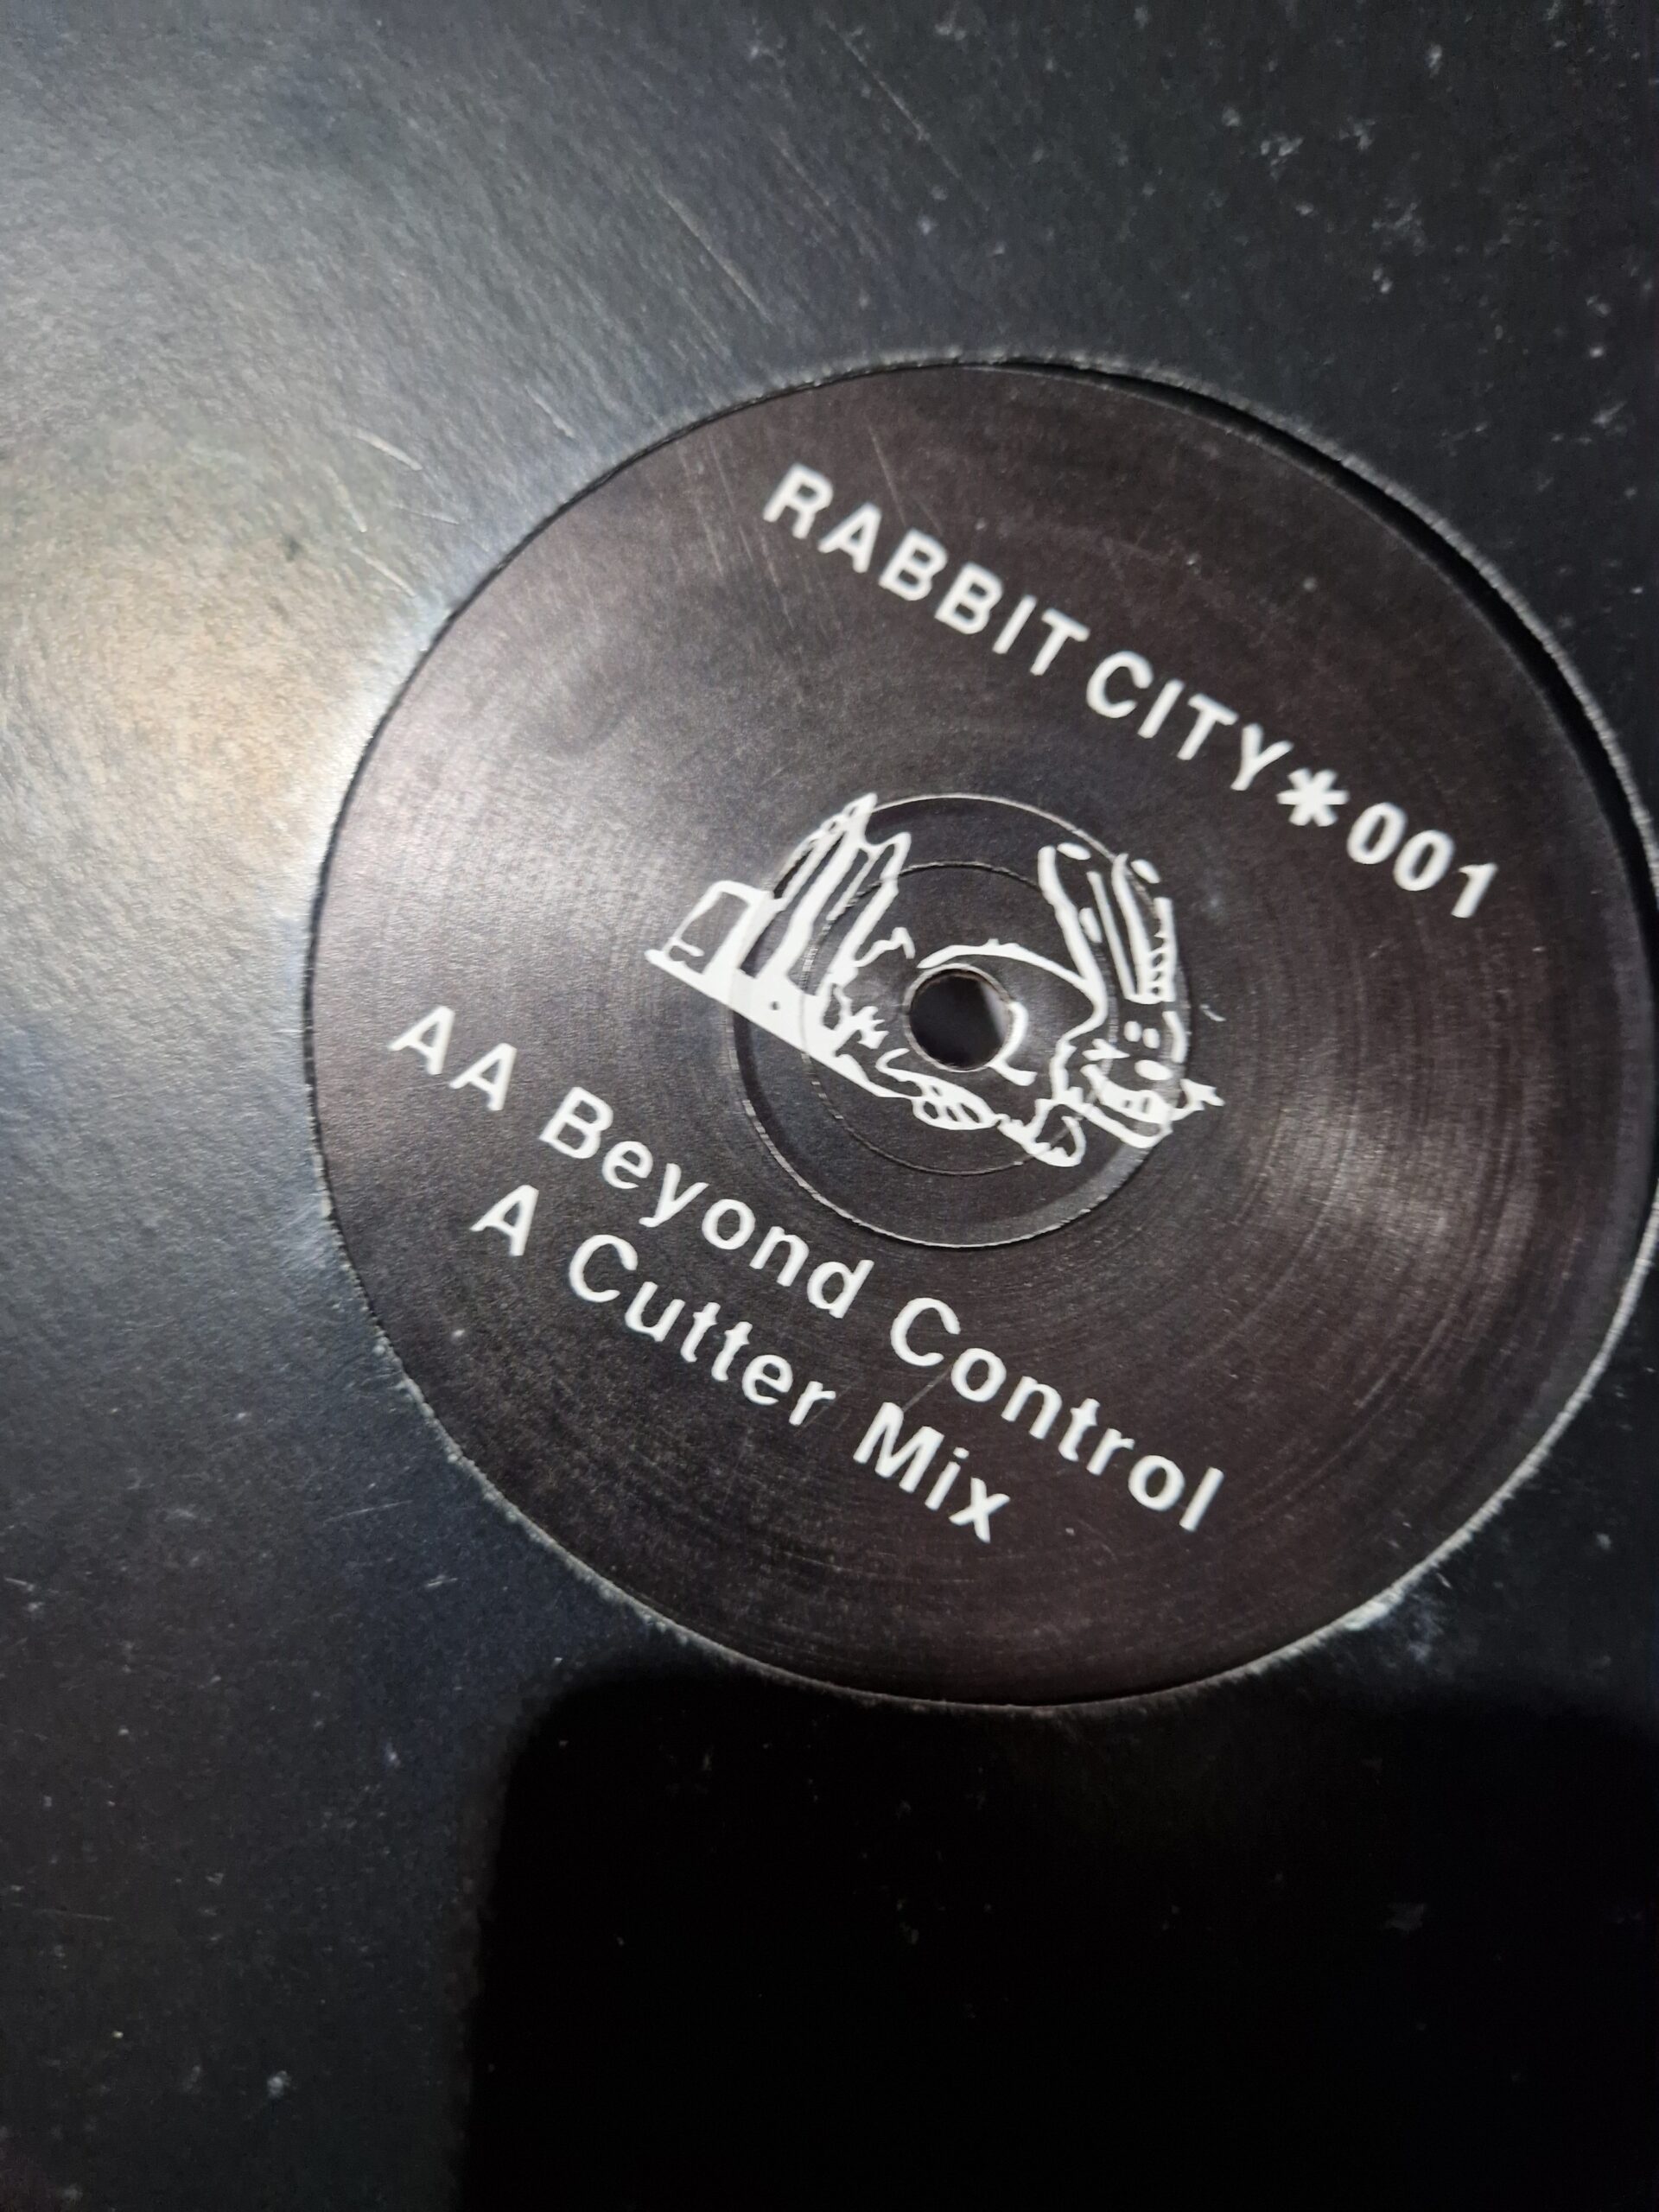 RABBIT CITY*001
AA Beyond Control
A Cutter Mix